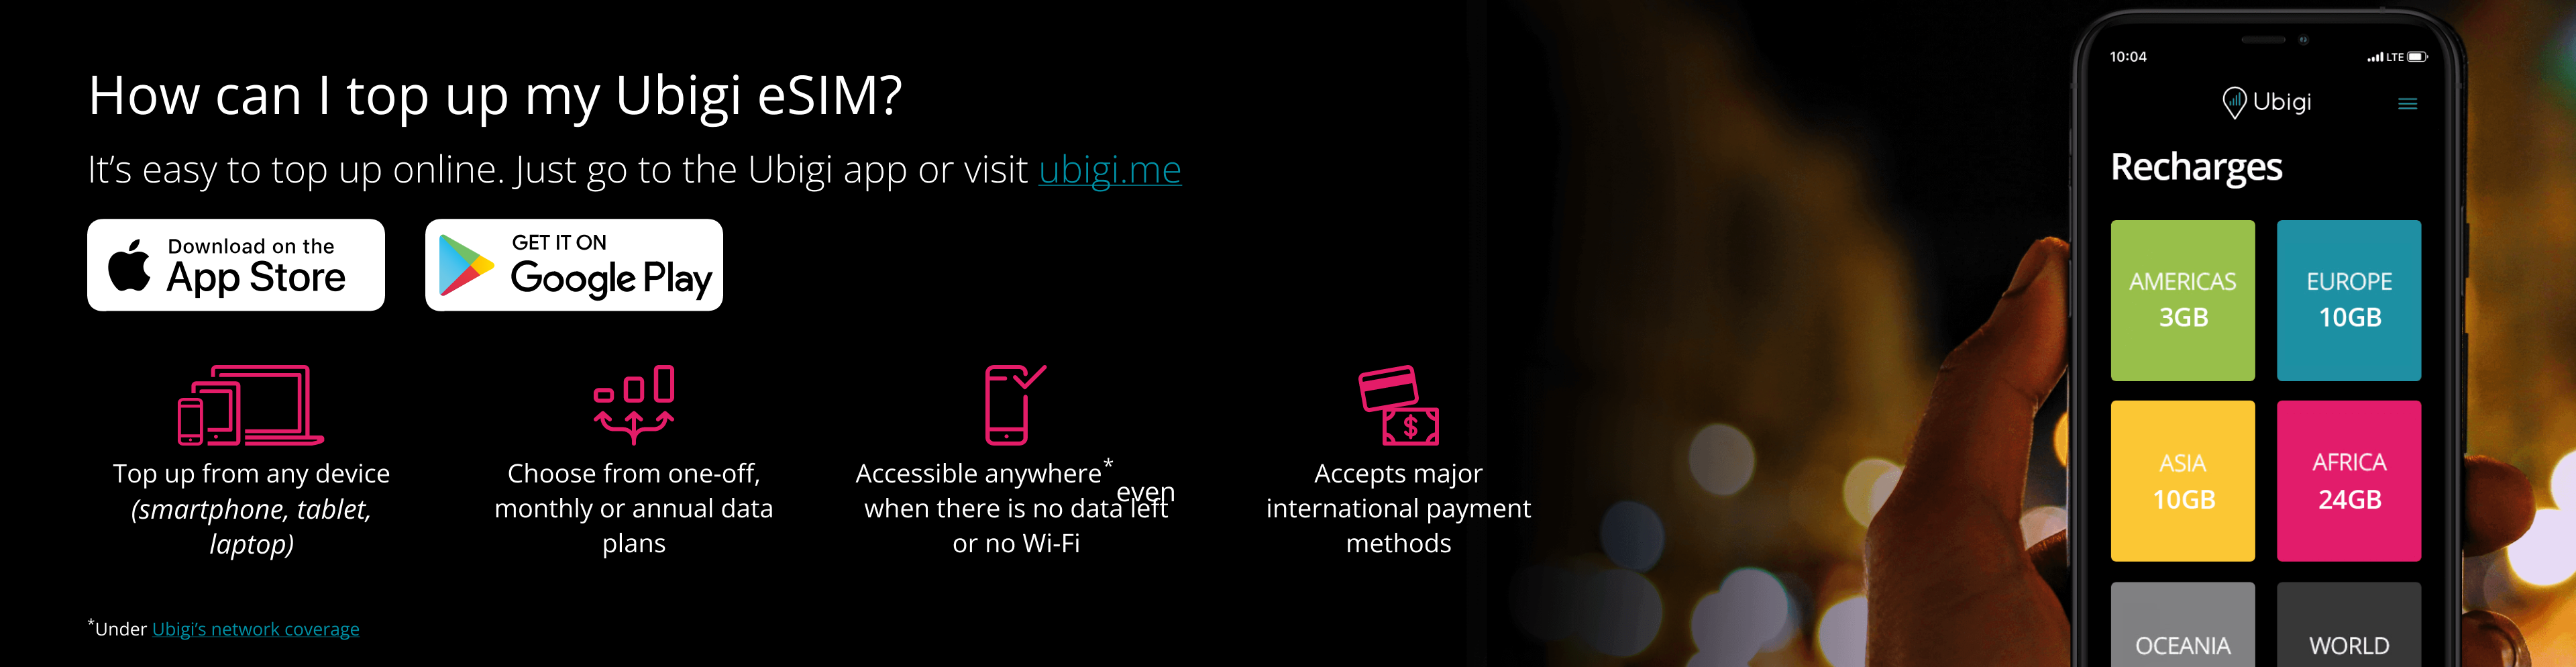 How can I top up my Ubigi eSIM?
It's easy to top up online. Just go to the Ubigi app or visit ubigi.me
Download on the
App Store
GET IT ON
Google Play
Top up from any device
(smartphone, tablet,
laptop)
Choose from one-off,
monthly or annual data
plans
Accessible anywhere*
even
when there is no data left
or no Wi-Fi
Accepts major
international payment
methods
*Under Ubigi's network coverage
10:04
LTE
Ubigi
Recharges
AMERICAS
3GB
EUROPE
10GB
ASIA
10GB
AFRICA
24GB
OCEANIA
WORLD